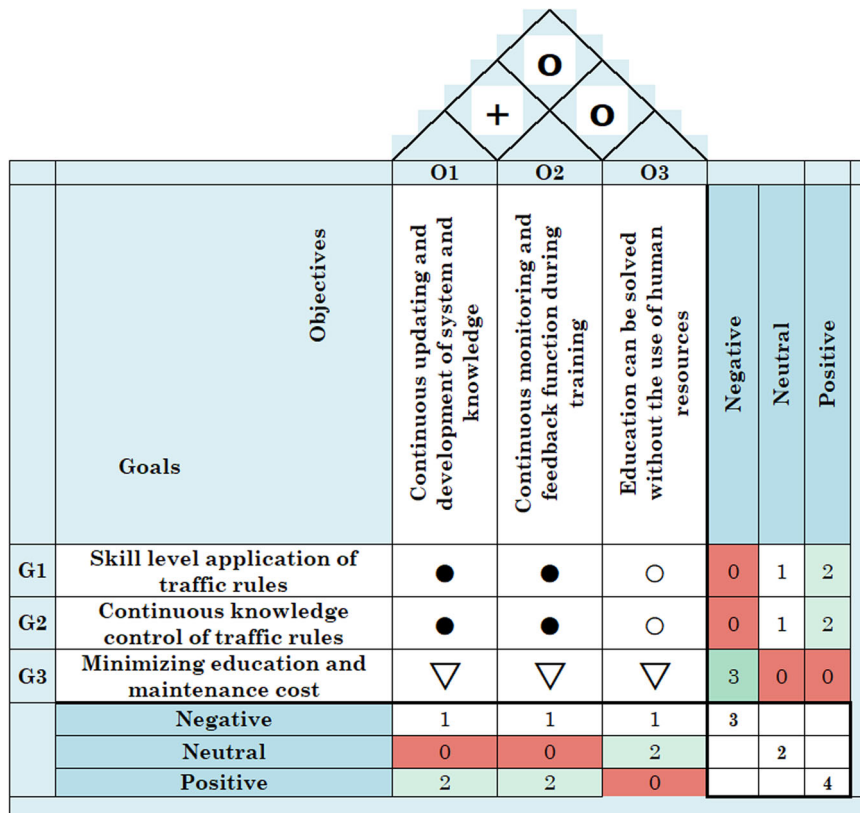 O
+ O
O1 O2 O3
Objectives
Goals
Continuous updating and
development of system and
knowledge
Continuous monitoring and
feedback function during
training
Education can be solved
without the use of human
resources
Negative
Neutral
Positive
G1 Skill level application of
traffic rules ● ● ○ 0 1 2
G2 Continuous knowledge
control of traffic rules ● ● ○ 0 1 2
G3 Minimizing education and
maintenance cost ▽ ▽ ▽ 3 0 0
Negative 1 1 1 3
Neutral 0 0 2 2
Positive 2 2 0 4